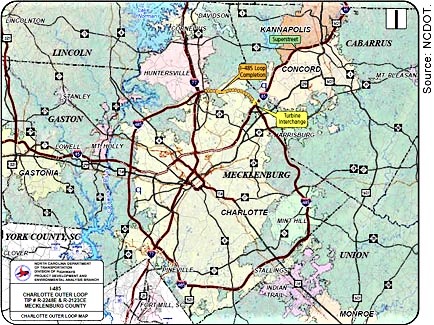 LINCOLNTON
DAVIDSON
CORNELIUS
KANNAPOLIS
Superstreet
CABARRUS
LINCOLN
HUNTERSVILLE
I-485 Loop
Completion
CONCORD
MT. PLEASANT
STANLEY
GASTON
Turbine
Interchange
HARRISBURG
LOWELL
MT. HOLLY
GASTONIA
MECKLENBURG
CHARLOTTE
MINT HILL
YORK COUNTY, SC
CLOVER
UNION
PINEVILLE
STALLINGS
INDIAN
TRAIL
FORT MILL, SC
MONROE
NORTH CAROLINA DEPARTMENT
OF TRANSPORTATION
DIVISION OF HIGHWAYS
PROJECT DEVELOPMENT AND
ENVIRONMENTAL ANALYSIS BRANCH
I-485
CHARLOTTE OUTER LOOP
TIP # R-2248E & R-2123CE
MECKLENBURG COUNTY
CHARLOTTE OUTER LOOP MAP
Source: NCDOT.